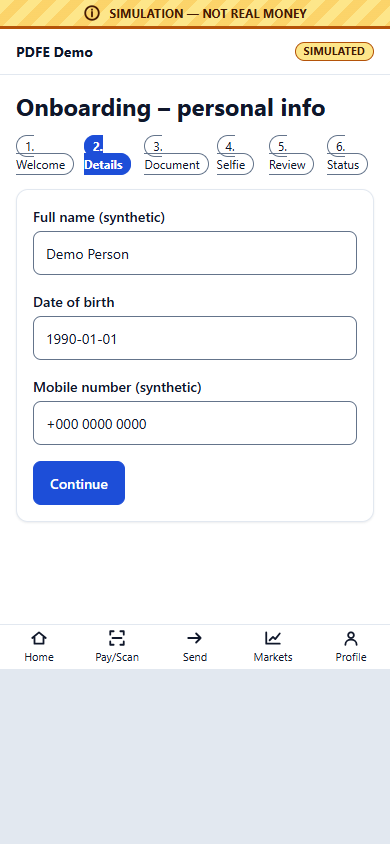 SIMULATION — NOT REAL MONEY
PDFE Demo
SIMULATED
Onboarding – personal info
1. Welcome
2. Details
3. Document
4. Selfie
5. Review
6. Status
Full name (synthetic)
Demo Person
Date of birth
1990-01-01
Mobile number (synthetic)
+000 0000 0000
Continue
Home
Pay/Scan
Send
Markets
Profile